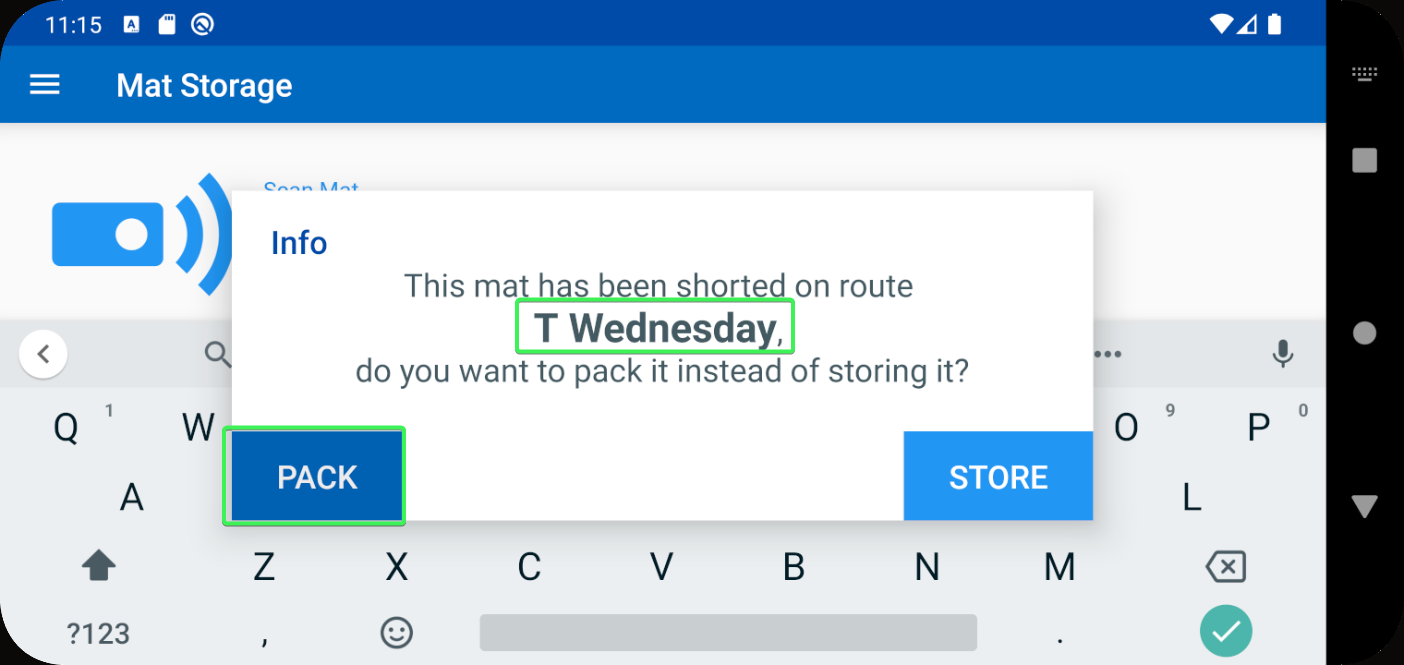 11:15
Mat Storage
Scan Mat
Info
This mat has been shorted on route
T Wednesday,
do you want to pack it instead of storing it?
PACK
STORE
Q 1 W O 9 P 0
A L
Z X C V B N M
?123 , .